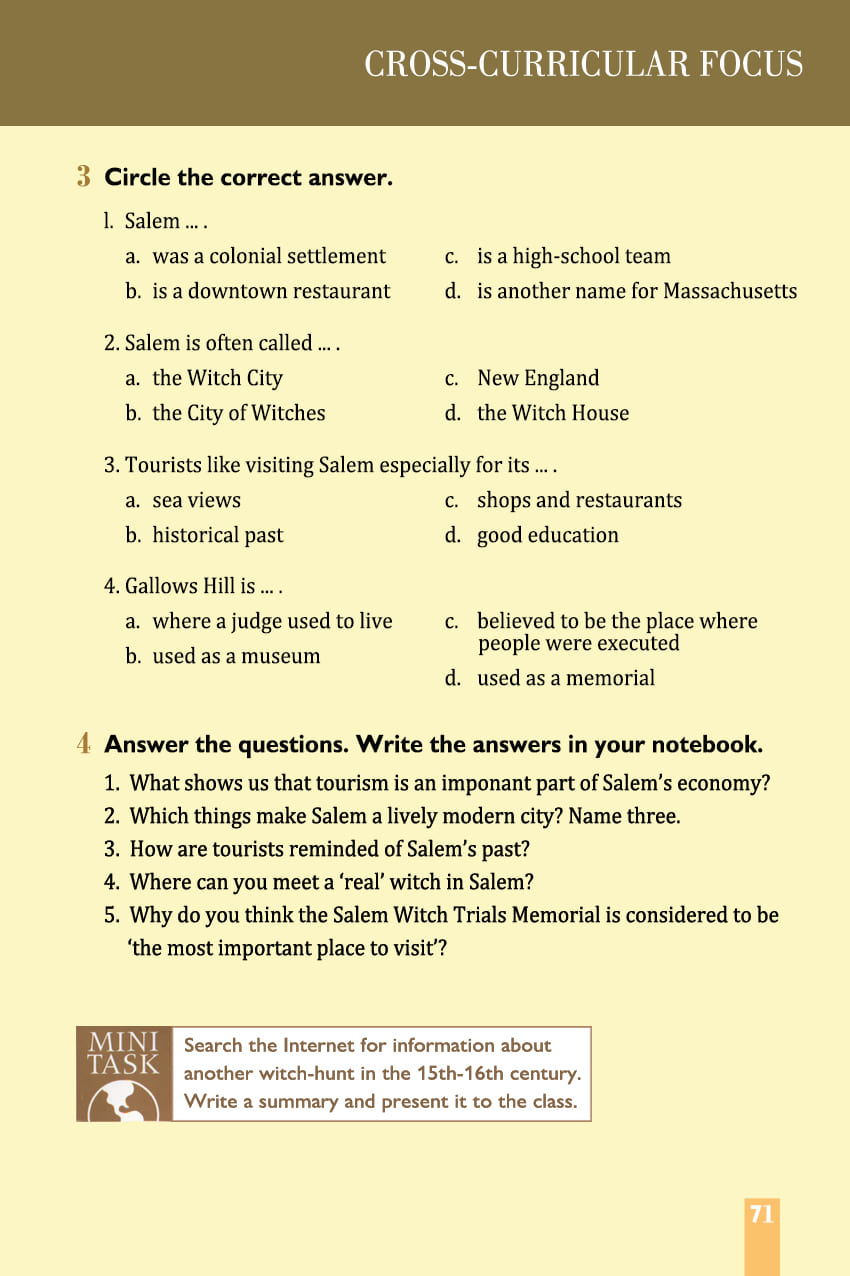 CROSS-CURRICULAR FOCUS
3 Circle the correct answer.
l. Salem ... .
a. was a colonial settlement
b. is a downtown restaurant
c. is a high-school team
d. is another name for Massachusetts
2. Salem is often called ... .
a. the Witch City
b. the City of Witches
c. New England
d. the Witch House
3. Tourists like visiting Salem especially for its ... .
a. sea views
b. historical past
c. shops and restaurants
d. good education
4. Gallows Hill is ... .
a. where a judge used to live
b. used as a museum
c. believed to be the place where
people were executed
d. used as a memorial
4 Answer the questions. Write the answers in your notebook.
1. What shows us that tourism is an imponant part of Salem's economy?
2. Which things make Salem a lively modern city? Name three.
3. How are tourists reminded of Salem's past?
4. Where can you meet a ‘real’ witch in Salem?
5. Why do you think the Salem Witch Trials Memorial is considered to be
‘the most important place to visit’?
MINI
TASK
Search the Internet for information about
another witch-hunt in the 15th-16th century.
Write a summary and present it to the class.
71